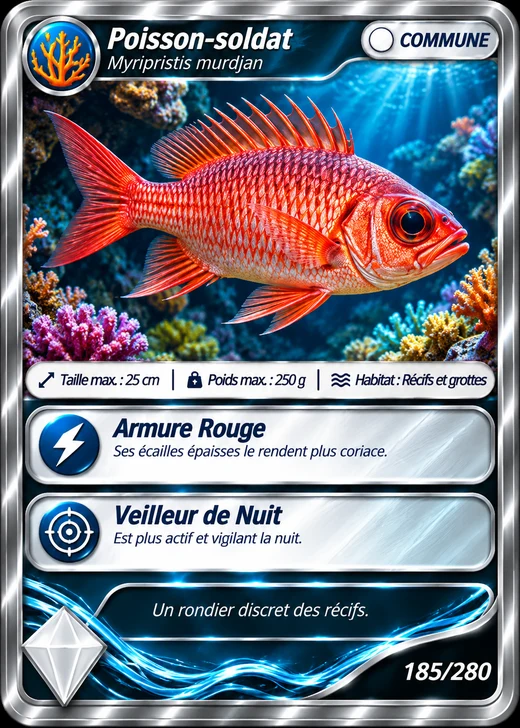 Poisson-soldat
Myripristis murdjan
COMMUNE
Taille max. : 25 cm
Poids max. : 250 g
Habitat : Récifs et grottes
Armure Rouge
Ses écailles épaisses le rendent plus coriace.
Veilleur de Nuit
Est plus actif et vigilant la nuit.
Un rondier discret des récifs.
185/280